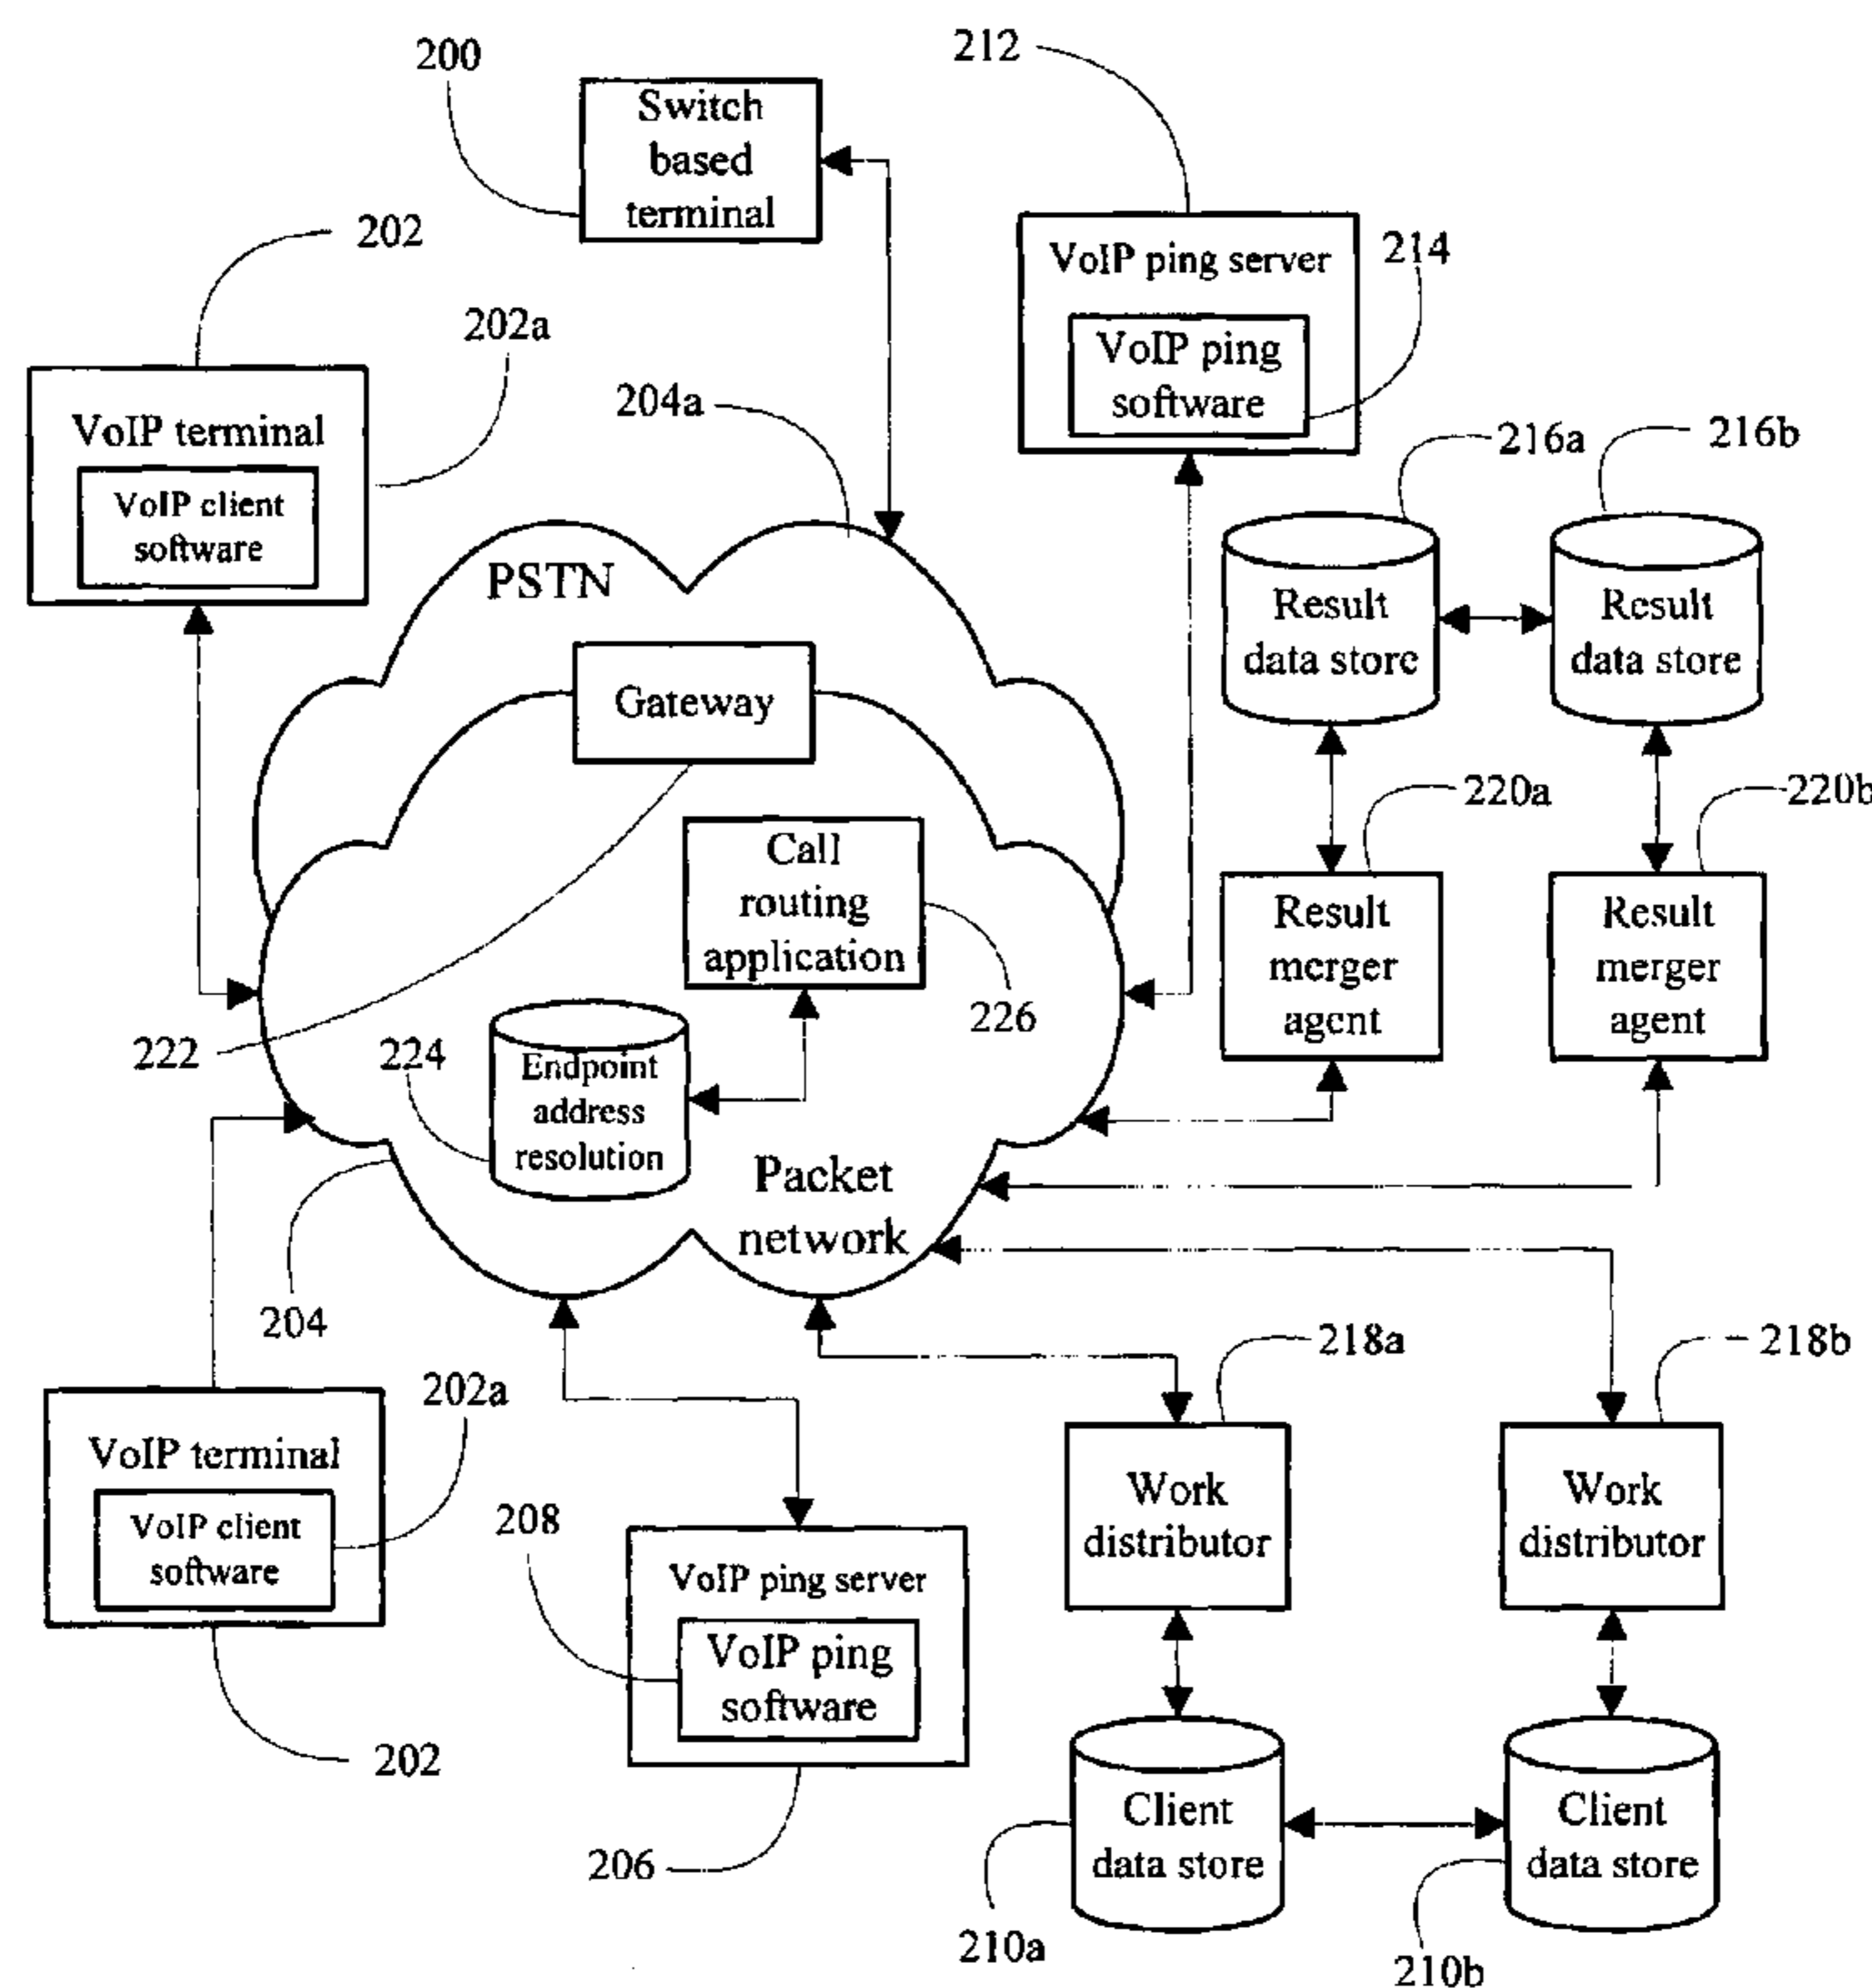 200
212
Switch
based
terminal
202
VoIP ping server
214
202a
VoIP ping
software
204a
VoIP terminal
VoIP client
software
216a
216b
PSTN
Result
data store
Result
data store
Gateway
220a
220b
Call
routing
application
Result
merger
agent
Result
merger
agent
226
222
224
Endpoint
address
resolution
Packet
network
204
218a
218b
202a
VoIP terminal
VoIP client
software
208
Work
distributor
Work
distributor
VoIP ping server
VoIP ping
software
202
206
Client
data store
Client
data store
210a
210b